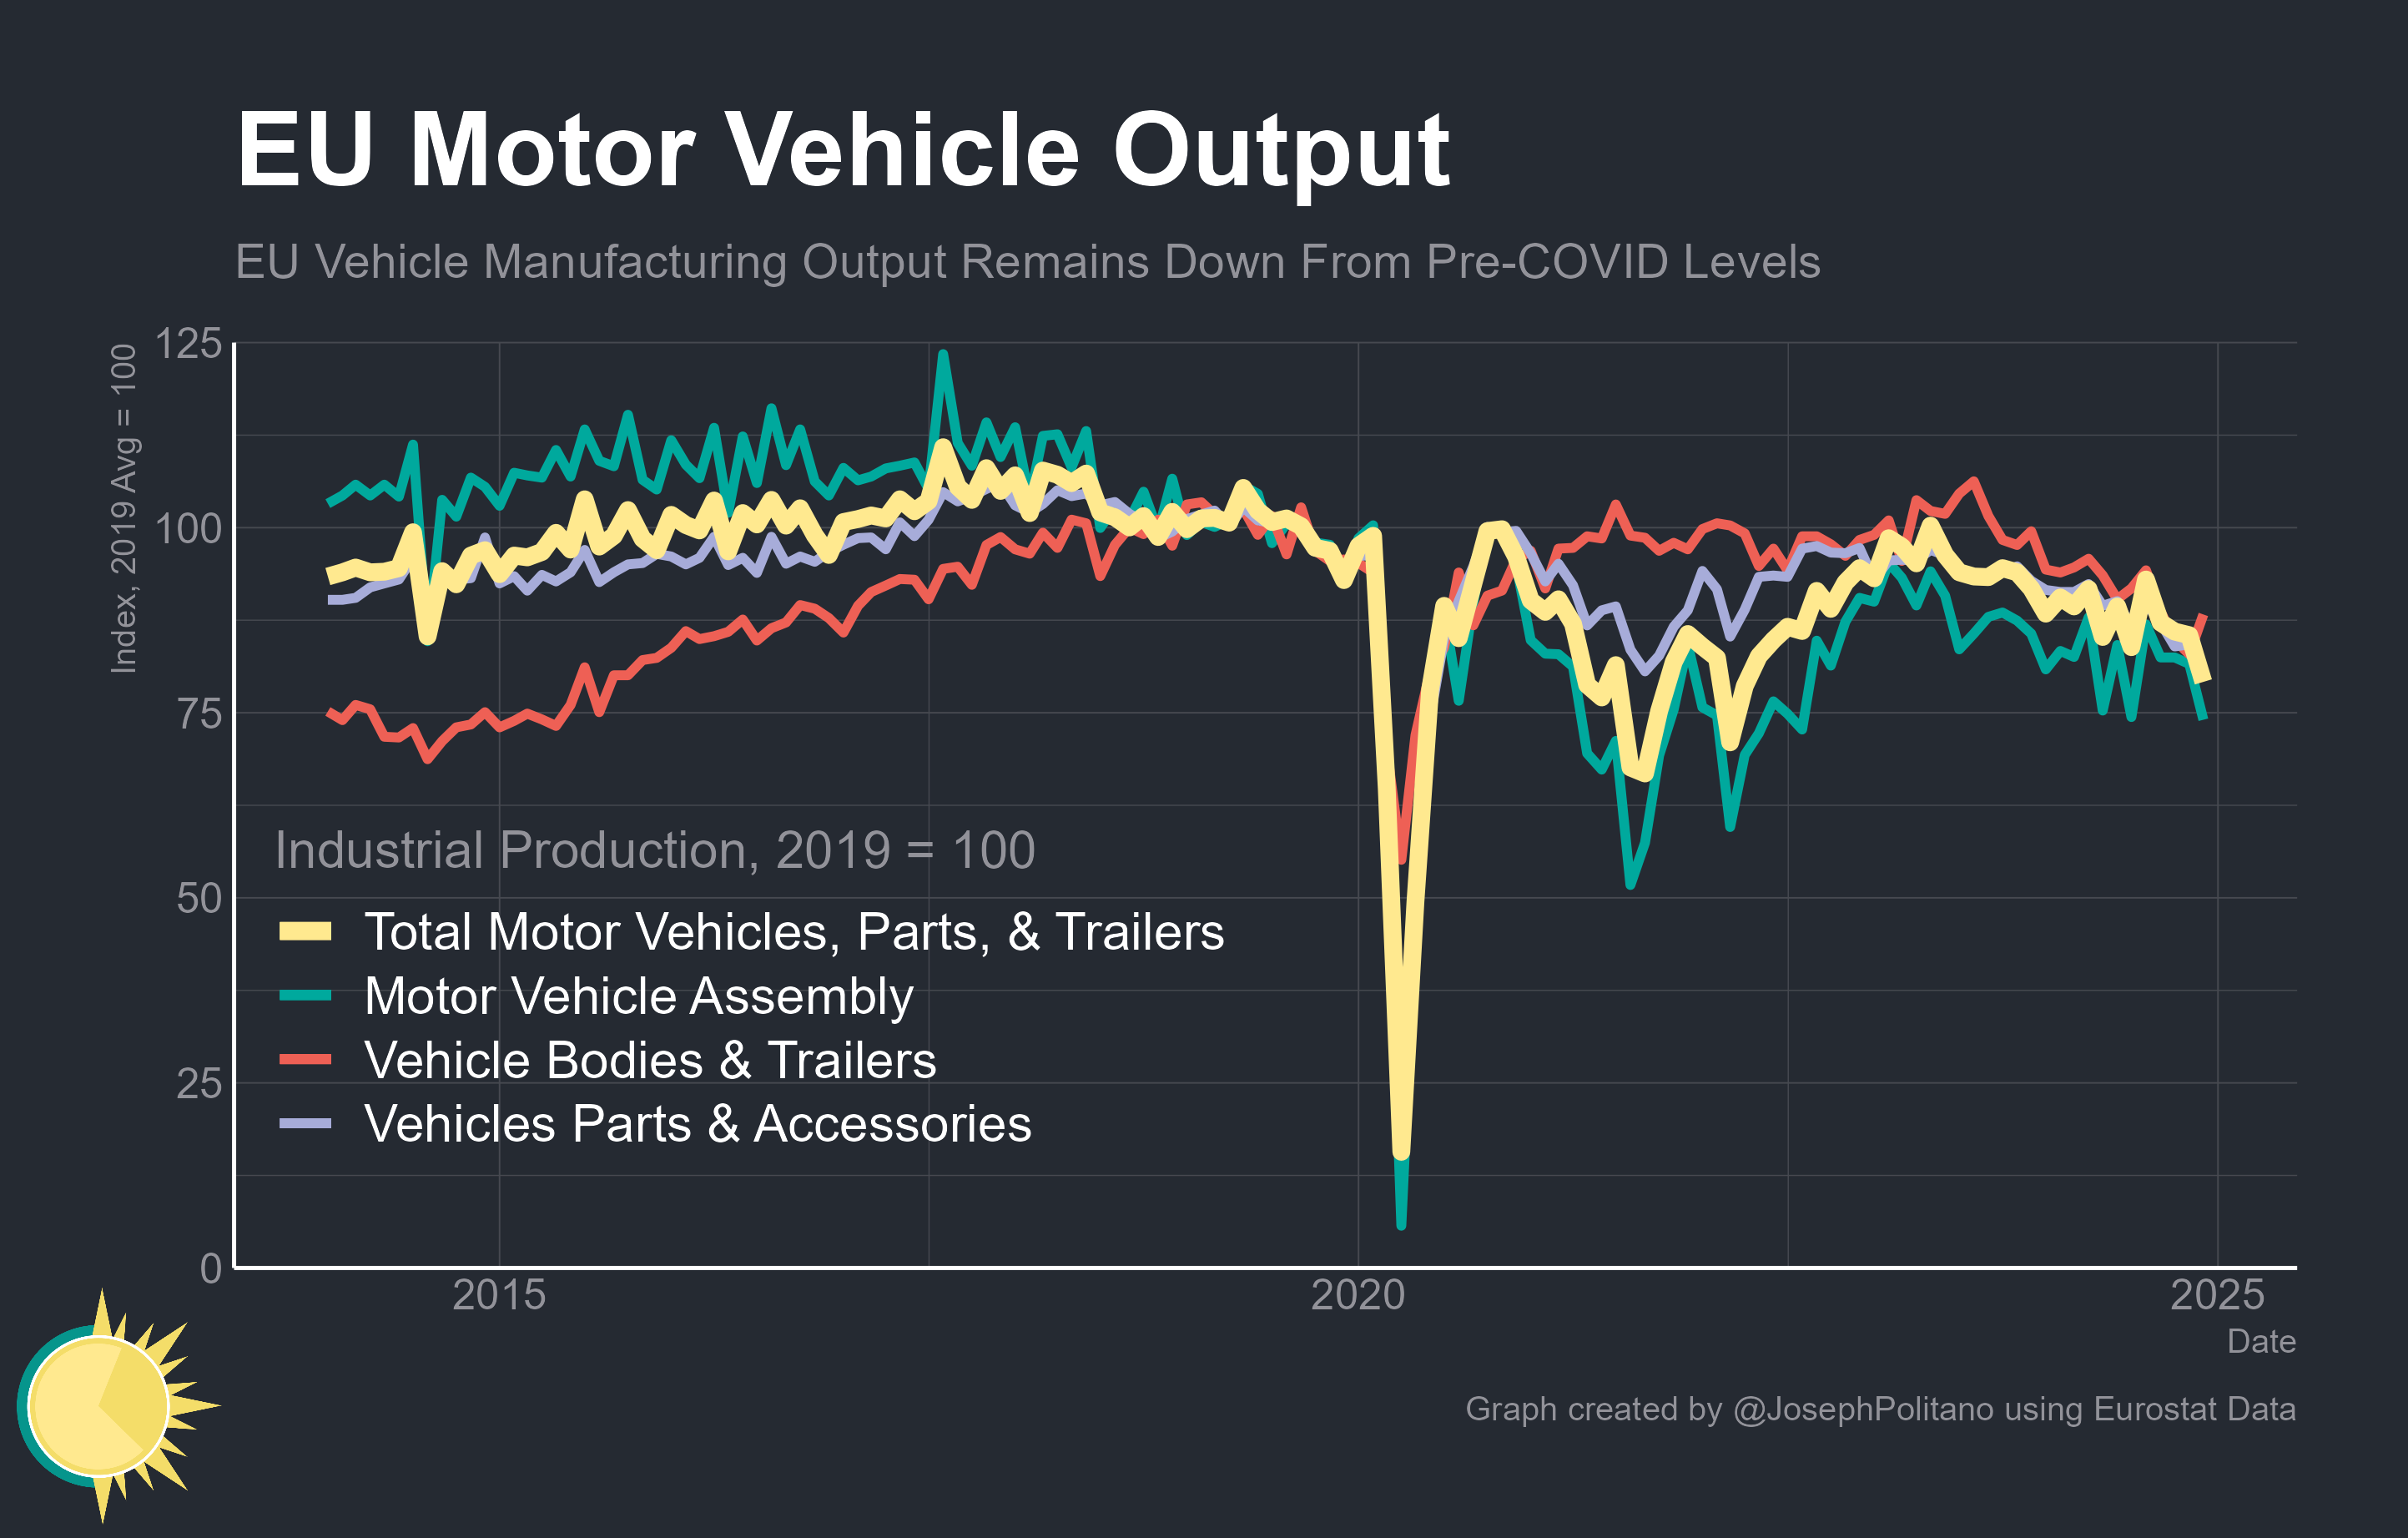 EU Motor Vehicle Output
EU Vehicle Manufacturing Output Remains Down From Pre-COVID Levels
Index, 2019 Avg = 100
125
100
75
50
25
0
Industrial Production, 2019 = 100
Total Motor Vehicles, Parts, & Trailers
Motor Vehicle Assembly
Vehicle Bodies & Trailers
Vehicles Parts & Accessories
2015
2020
2025
Date
Graph created by @JosephPolitano using Eurostat Data